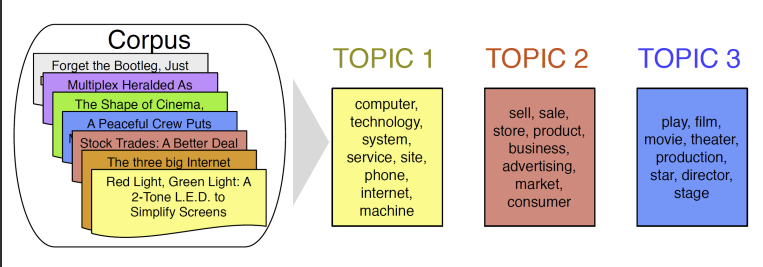 Corpus
Forget the Bootleg, Just
Multiplex Heralded As
The Shape of Cinema,
A Peaceful Crew Puts
Stock Trades: A Better Deal
The three big Internet
Red Light, Green Light: A
2-Tone L.E.D. to
Simplify Screens
TOPIC 1
computer,
technology,
system,
service, site,
phone,
internet,
machine
TOPIC 2
sell, sale,
store, product,
business,
advertising,
market,
consumer
TOPIC 3
play, film,
movie, theater,
production,
star, director,
stage